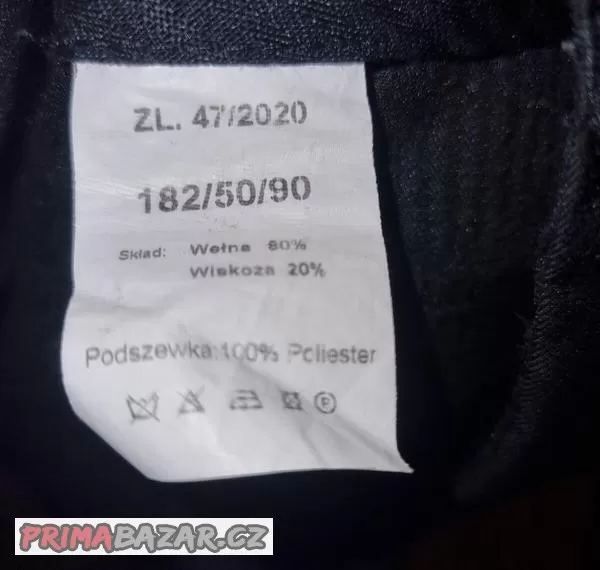 ZL. 47/2020
182/50/90
Skład: Wełna 80%
Wiskoza 20%
Podszewka:100% Poliester
PRIMABAZAR.CZ